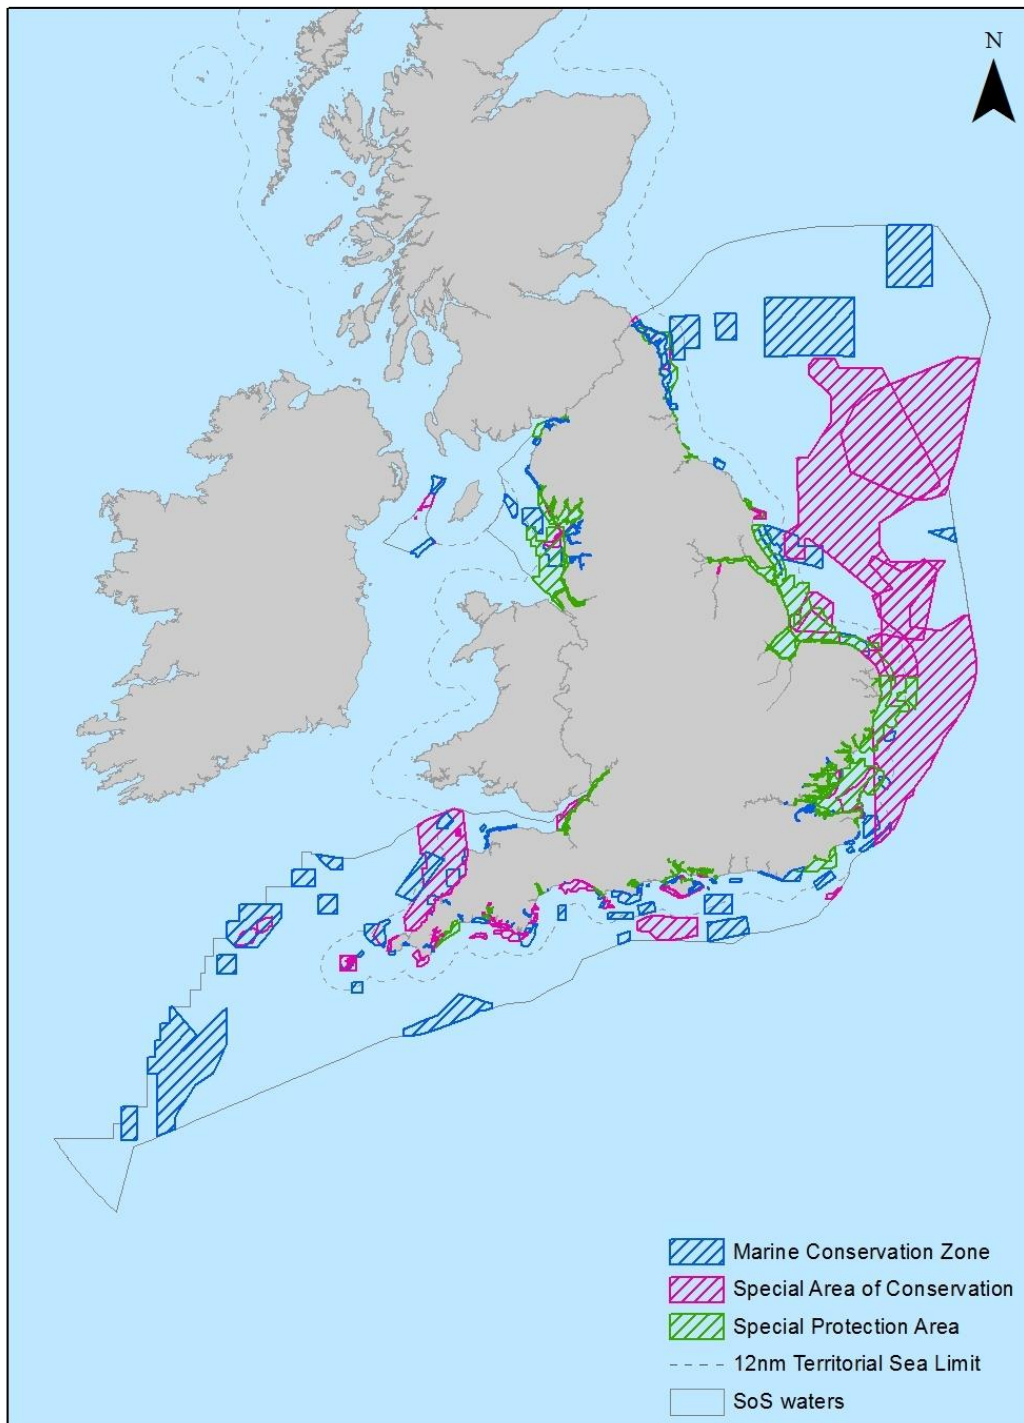 N
Marine Conservation Zone
Special Area of Conservation
Special Protection Area
12nm Territorial Sea Limit
SoS waters